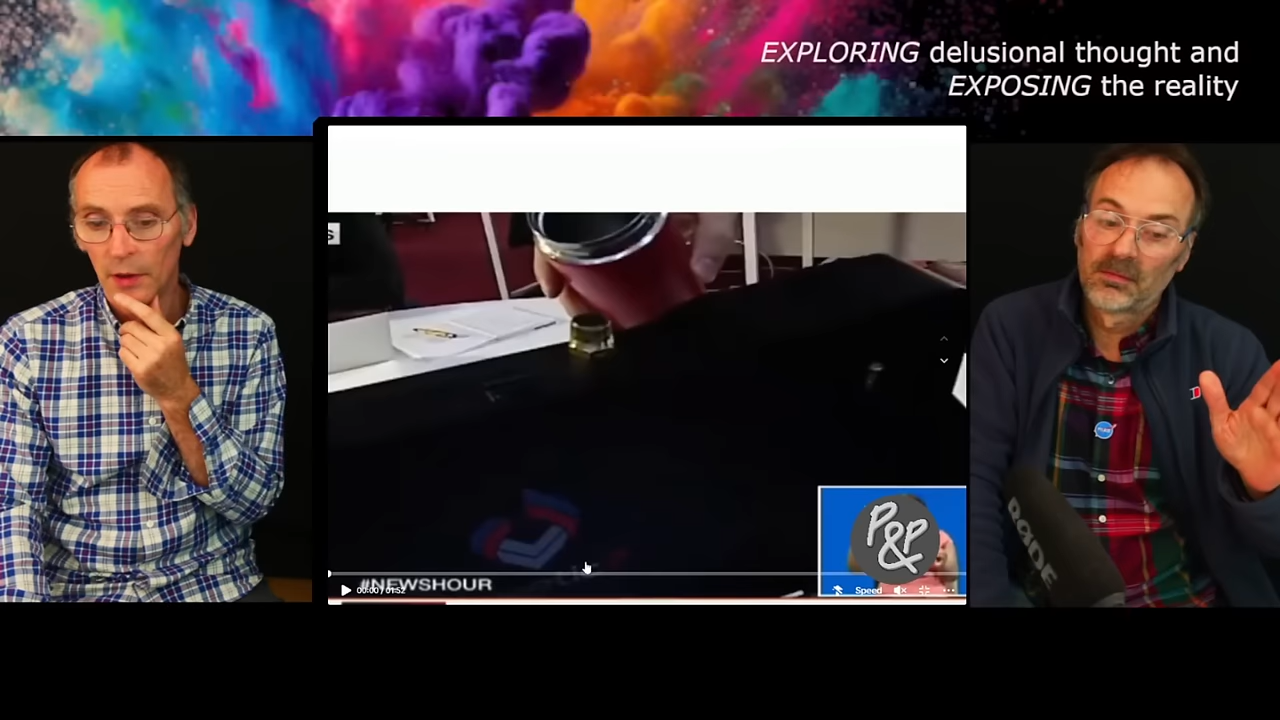 EXPLORING delusional thought and
EXPOSING the reality
S
P&P
RØDE
#NEWSHOUR
Speed